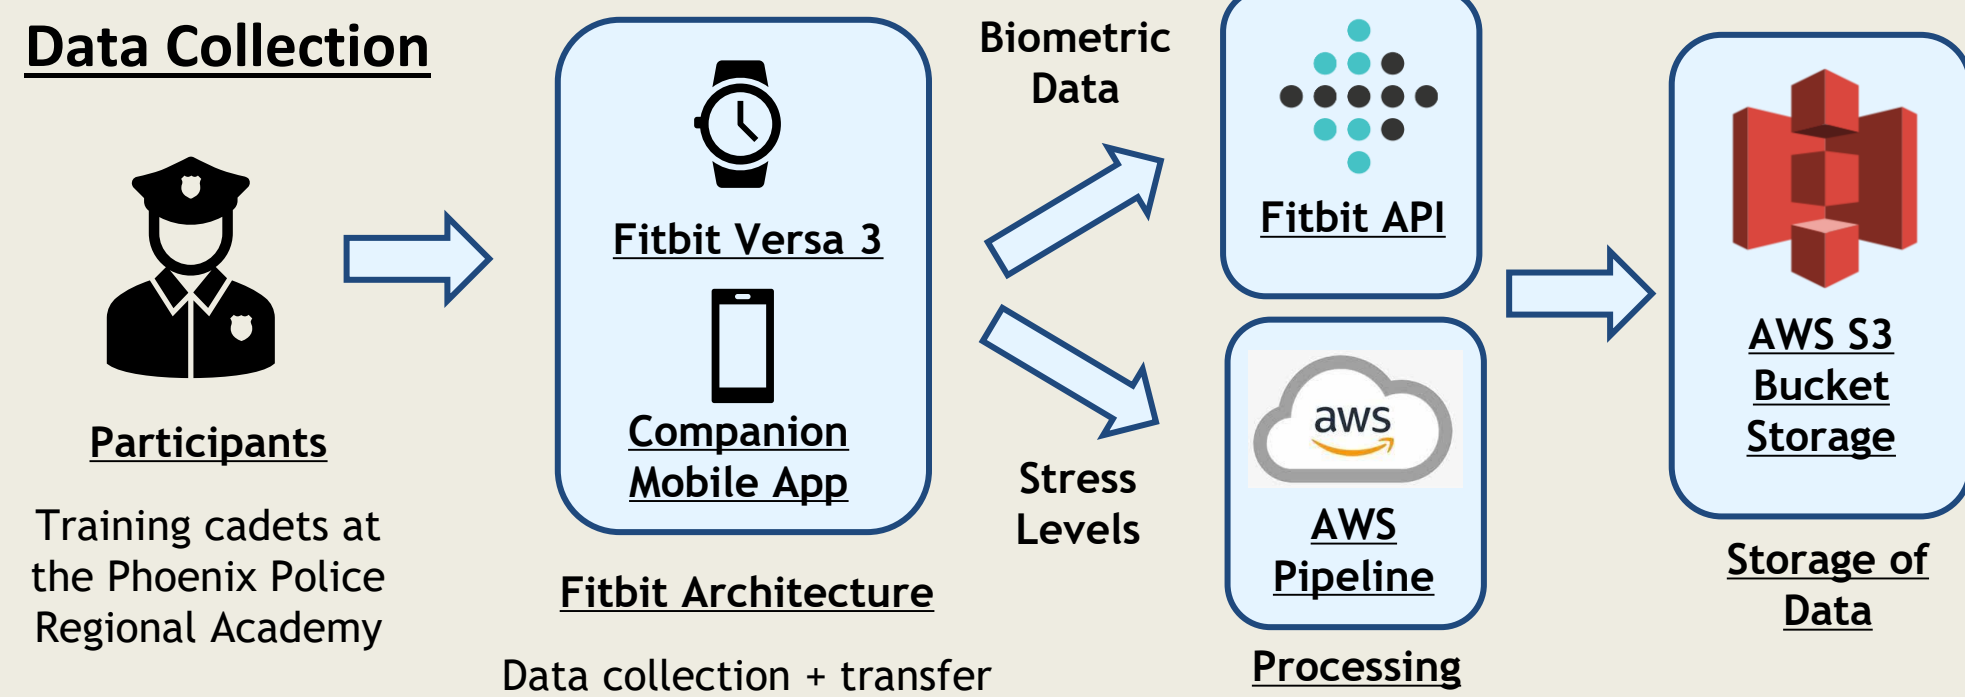 Data Collection
Participants
Training cadets at
the Phoenix Police
Regional Academy
Fitbit Versa 3
Companion
Mobile App
Fitbit Architecture
Data collection + transfer
Biometric
Data
Stress
Levels
Fitbit API
aws
AWS
Pipeline
Processing
AWS S3
Bucket
Storage
Storage of
Data